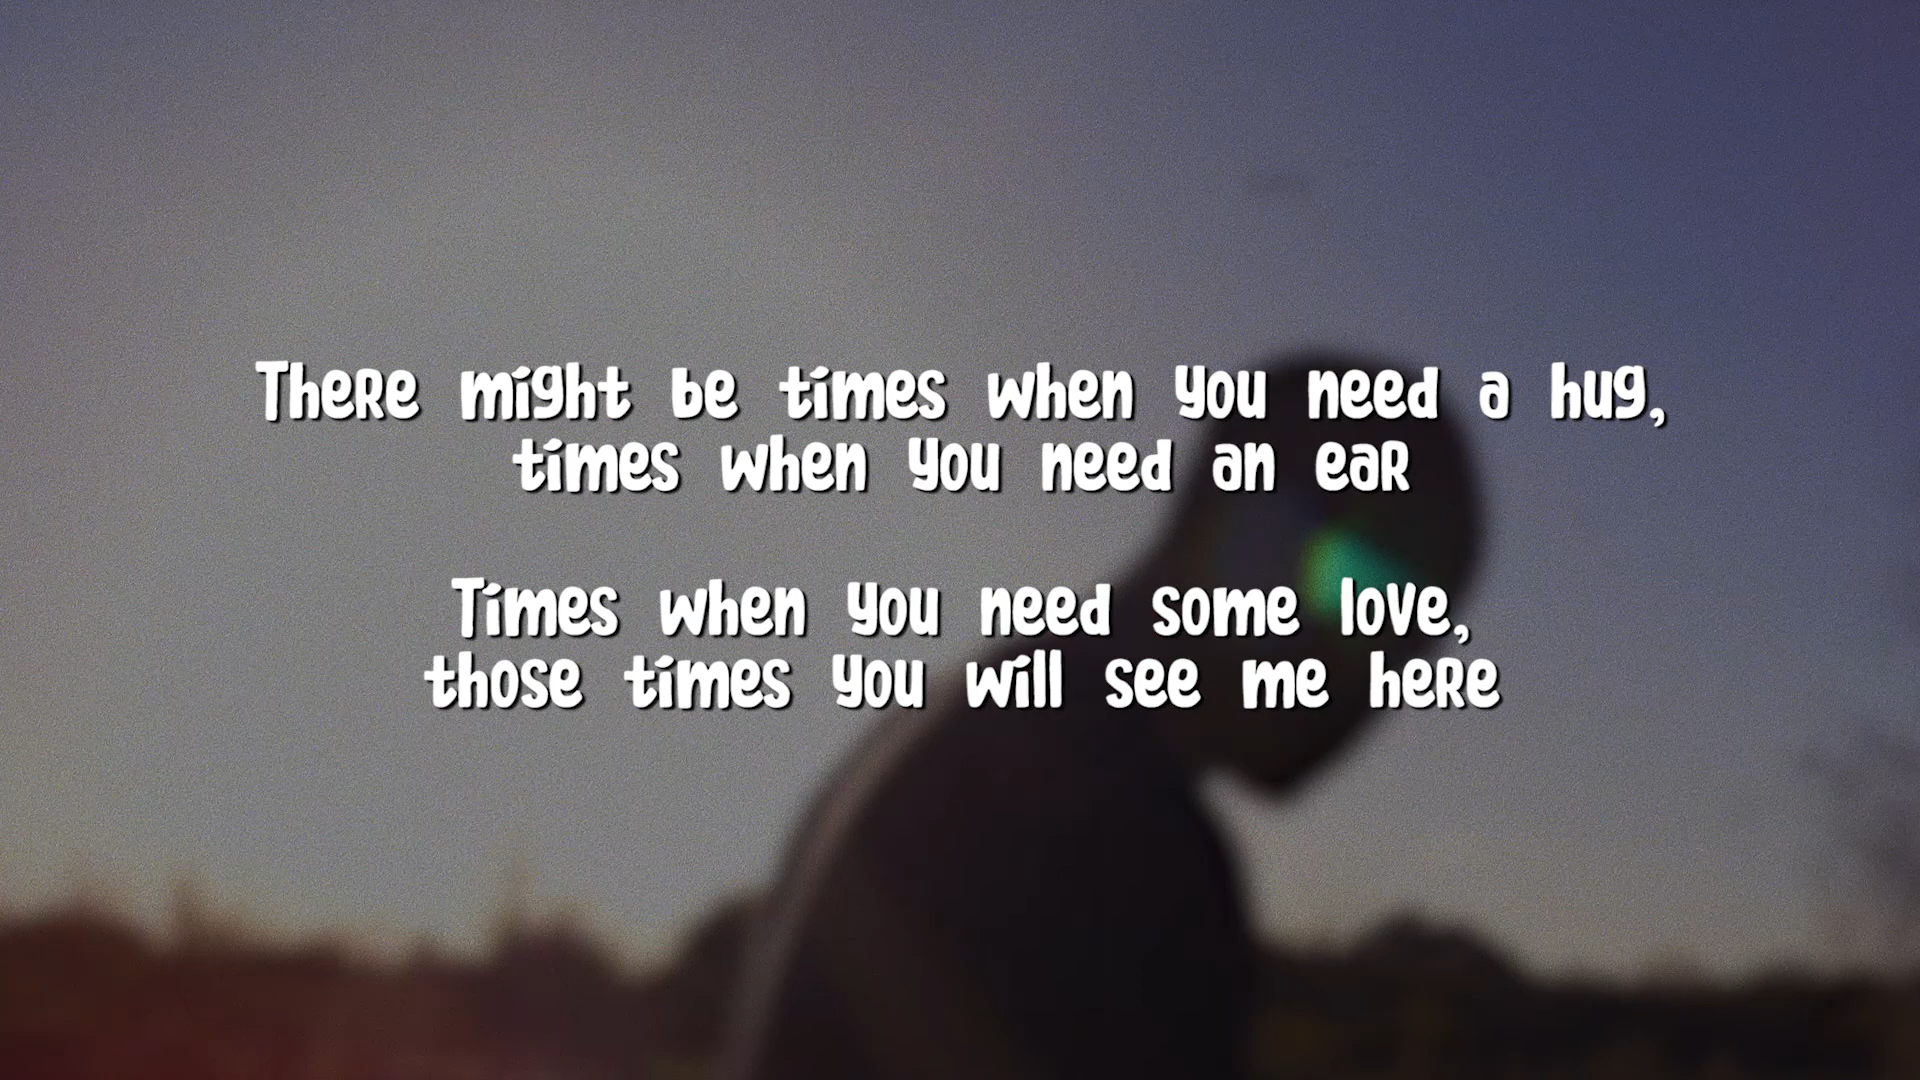 There might be times when you need a hug,
times when you need an ear
Times when you need some love,
those times you will see me here